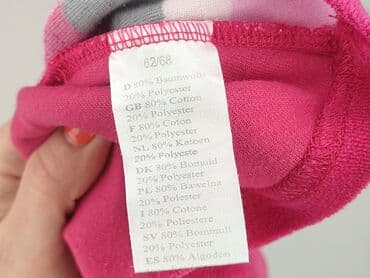 62/68
D 80% Baumwolle
20% Polyester
GB 80% Cotton
20% Polyester
F 80% Coton
20% Polyester
NL 80% Katoen
20% Polyeste
DK 80% Bomuld
20% Polyester
PL 80% Bawełna
20% Polyester
I 80% Cotone
20% Poliestere
SV 80% Bommull
20% Polyester
ES 80% Algodón